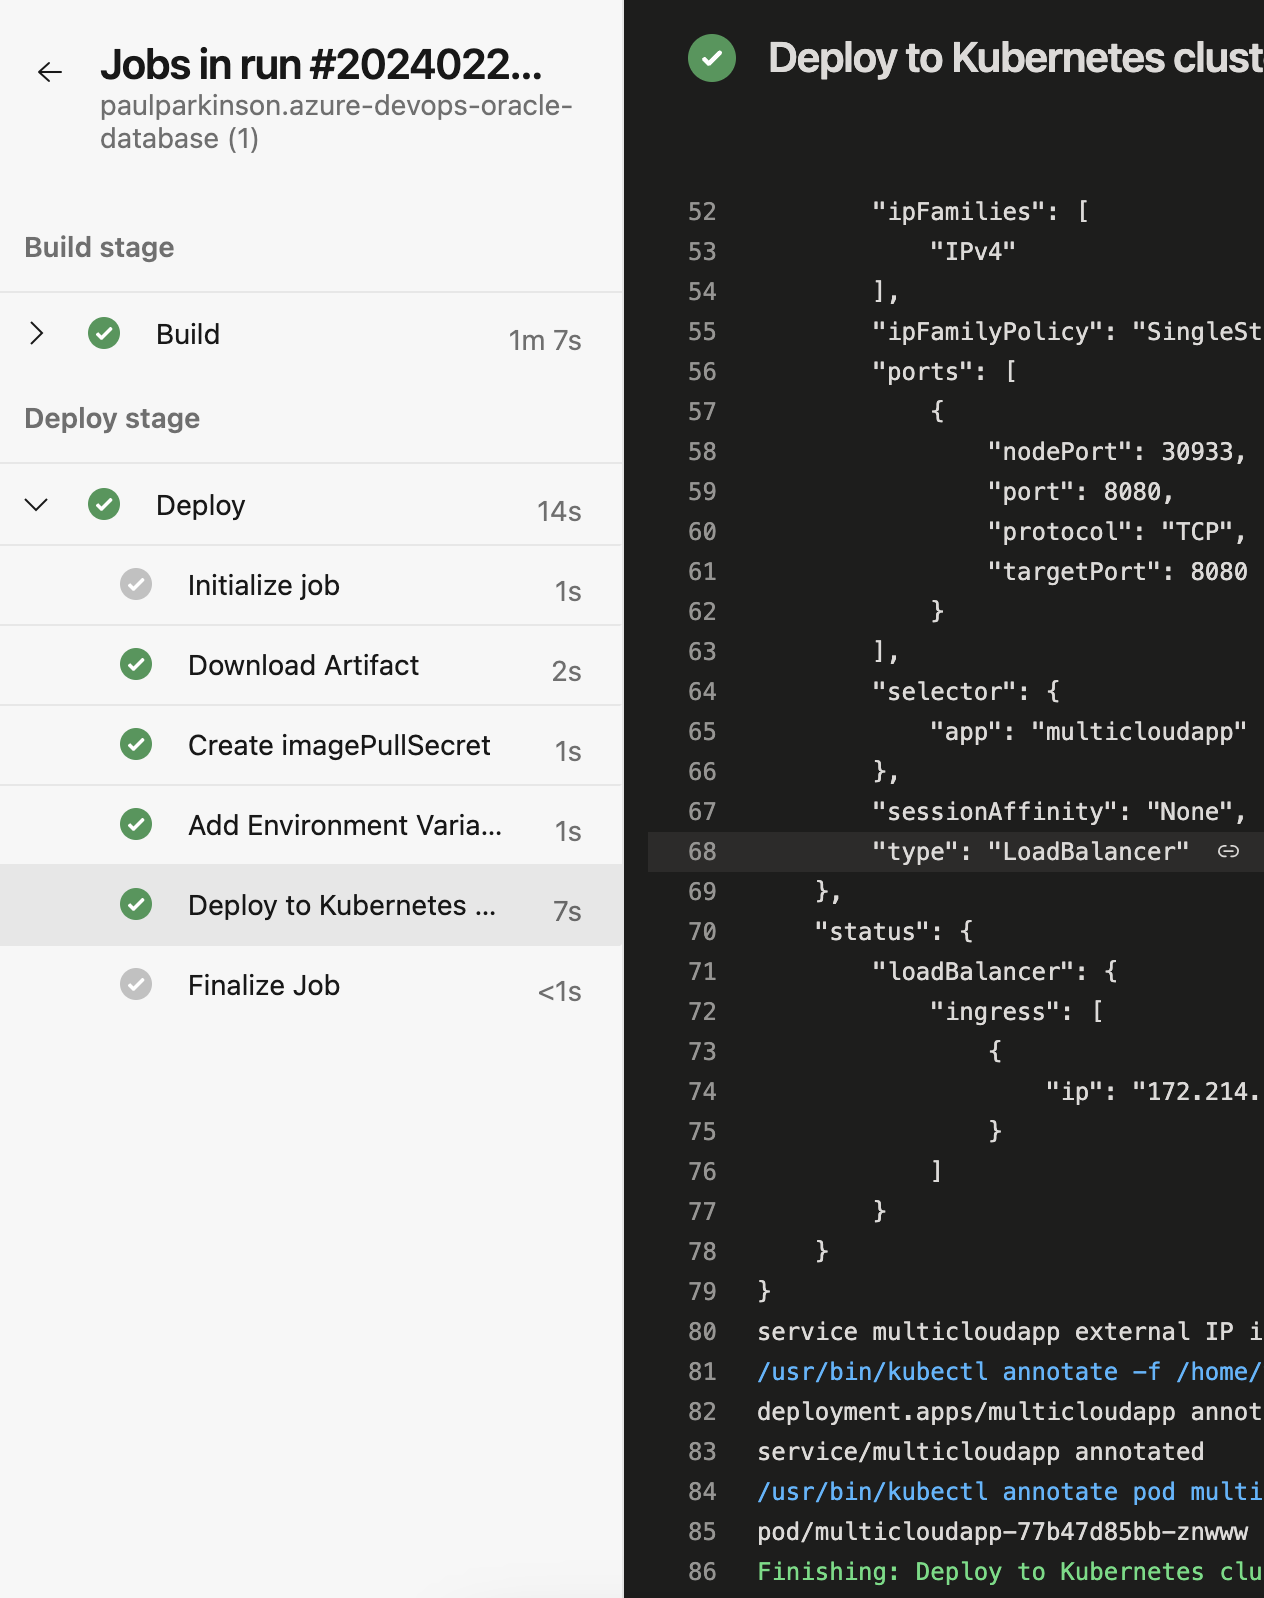 Jobs in run #2024022...
paulparkinson.azure-devops-oracle-
database (1)
Build stage
Build 1m 7s
Deploy stage
Deploy 14s
Initialize job 1s
Download Artifact 2s
Create imagePullSecret 1s
Add Environment Varia... 1s
Deploy to Kubernetes ... 7s
Finalize Job <1s
Deploy to Kubernetes clust
52 "ipFamilies": [
53 "IPv4"
54 ],
55 "ipFamilyPolicy": "SingleSt
56 "ports": [
57 {
58 "nodePort": 30933,
59 "port": 8080,
60 "protocol": "TCP",
61 "targetPort": 8080
62 }
63 ],
64 "selector": {
65 "app": "multicloudapp"
66 },
67 "sessionAffinity": "None",
68 "type": "LoadBalancer"
69 },
70 "status": {
71 "loadBalancer": {
72 "ingress": [
73 {
74 "ip": "172.214.
75 }
76 ]
77 }
78 }
79 }
80 service multicloudapp external IP i
81 /usr/bin/kubectl annotate -f /home/
82 deployment.apps/multicloudapp annot
83 service/multicloudapp annotated
84 /usr/bin/kubectl annotate pod multi
85 pod/multicloudapp-77b47d85bb-znwww
86 Finishing: Deploy to Kubernetes clu